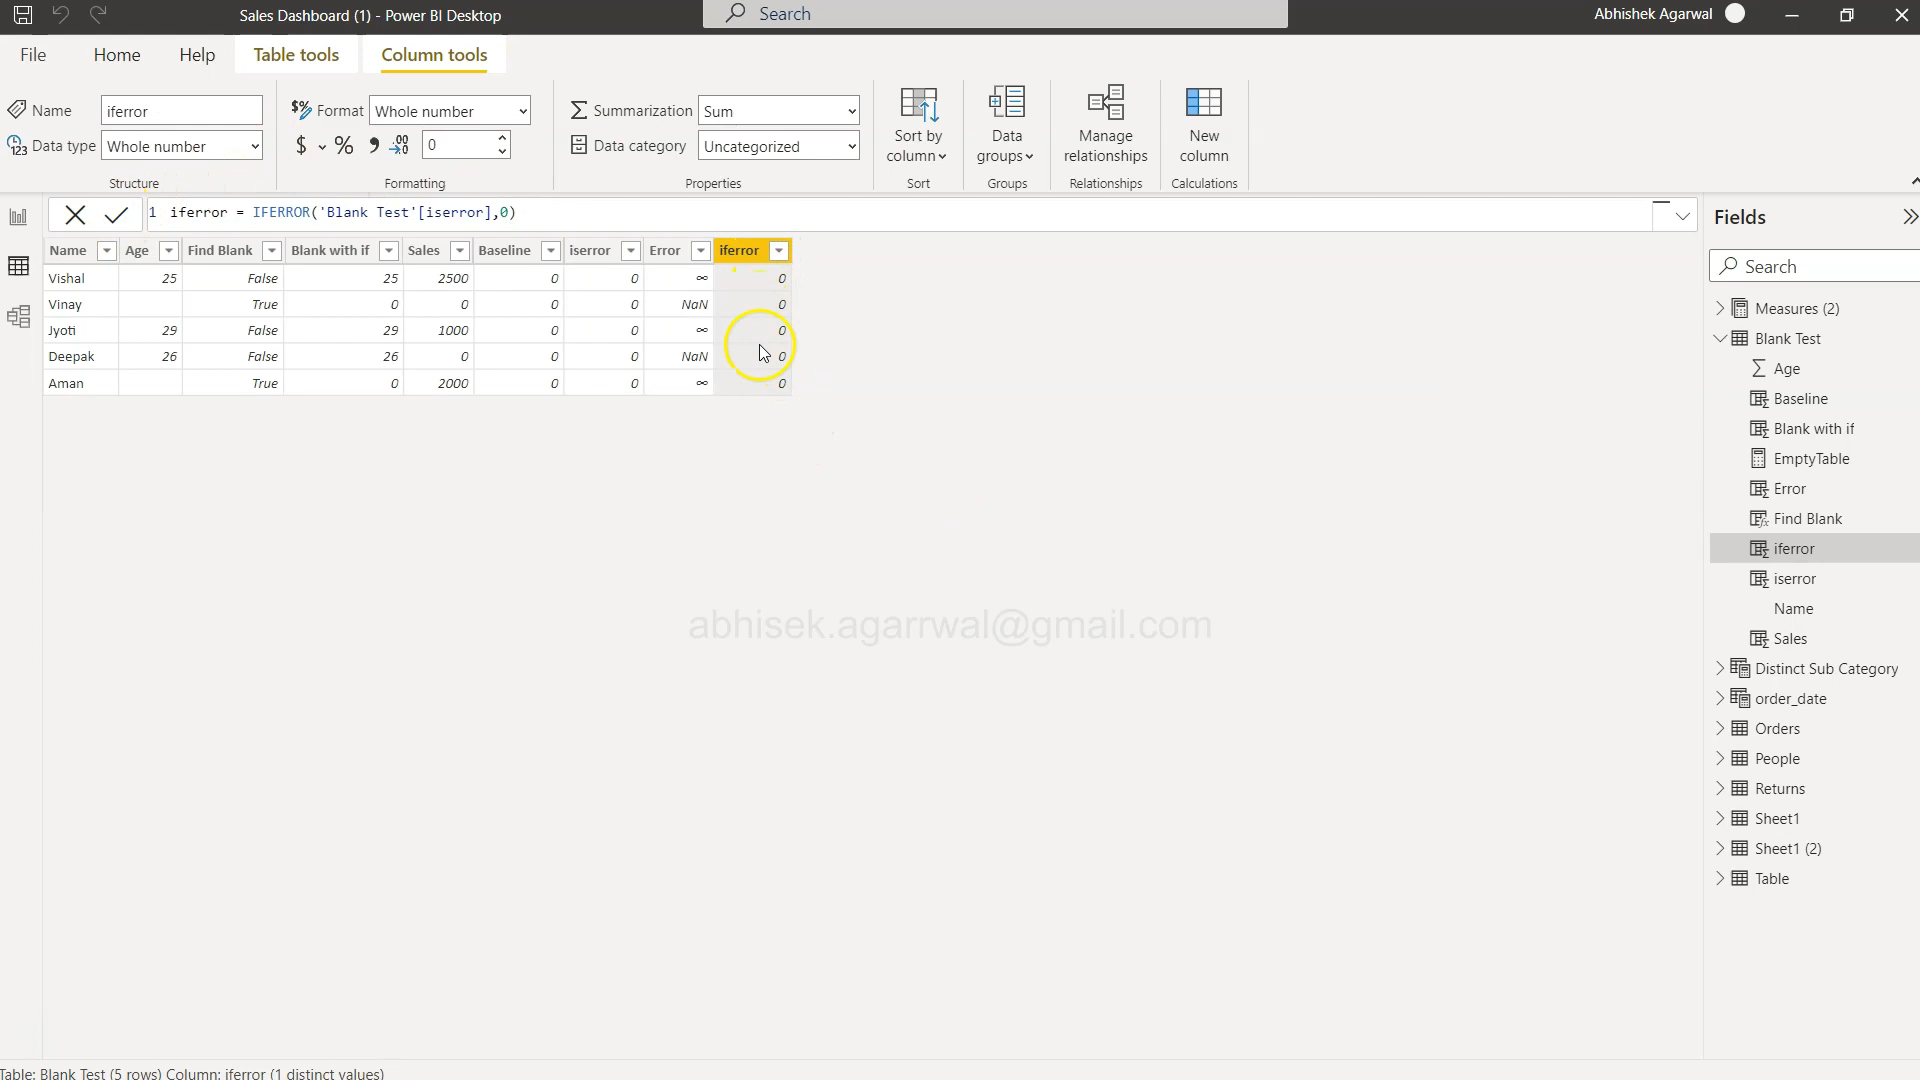 Sales Dashboard (1) - Power BI Desktop
Search
Abhishek Agarwal
File Home Help Table tools Column tools
Name iferror
Data type Whole number
Structure
Format Whole number
$ % 0
Formatting
Summarization Sum
Data category Uncategorized
Properties
Sort by column
Sort
Data groups
Groups
Manage relationships
Relationships
New column
Calculations
1 iferror = IFERROR('Blank Test'[iserror],0)
Name Age Find Blank Blank with if Sales Baseline iserror Error iferror
Vishal 25 False 25 2500 0 0 ∞ 0
Vinay True 0 0 0 0 NaN 0
Jyoti 29 False 29 1000 0 0 ∞ 0
Deepak 26 False 26 0 0 0 NaN 0
Aman True 0 2000 0 0 ∞ 0
abhisek.agarrwal@gmail.com
Fields
Search
Measures (2)
Blank Test
Age
Baseline
Blank with if
EmptyTable
Error
Find Blank
iferror
iserror
Name
Sales
Distinct Sub Category
order_date
Orders
People
Returns
Sheet1
Sheet1 (2)
Table
Table: Blank Test (5 rows) Column: iferror (1 distinct values)